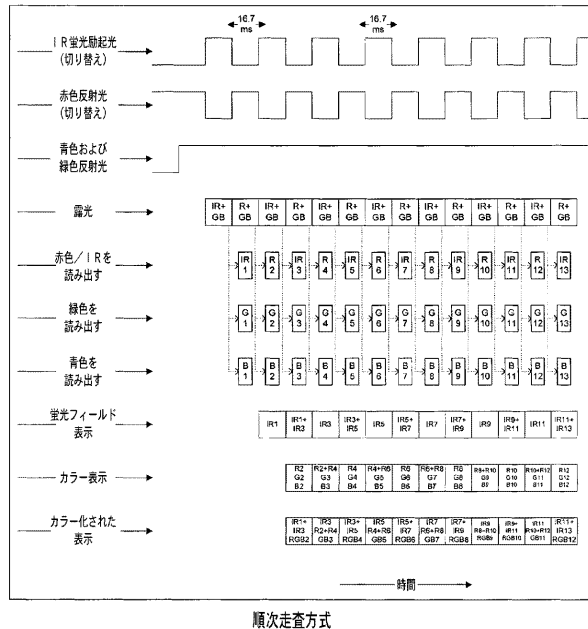 16.7
ms
16.7
ms
ＩＲ蛍光励起光
(切り替え)
赤色反射光
(切り替え)
青色および
緑色反射光
露光
IR+ R+ IR+ R+ IR+ R+ IR+ R+ IR+ R+ IR+ R+ IR+ R+
GB GB GB GB GB GB GB GB GB GB GB GB GB GB
赤色／ＩＲを
読み出す
IR R IR R IR R IR R IR R IR R IR
1 2 3 4 5 6 7 8 9 10 11 12 13
緑色を
読み出す
G G G G G G G G G G G G G
1 2 3 4 5 6 7 8 9 10 11 12 13
青色を
読み出す
B B B B B B B B B B B B B
1 2 3 4 5 6 7 8 9 10 11 12 13
蛍光フィールド
表示
IR1 IR1+ IR3 IR3+ IR5 IR5+ IR7 IR7+ IR9 IR9+ IR11 IR11+
IR3 IR5 IR7 IR9 IR11 IR13
カラー表示
R2 R2+R4 R4 R4+R6 R6 R6+R8 R8 R8+R10 R10 R10+R12 R12
G2 G3 G4 G5 G6 G7 G8 G9 G10 G11 G12
B2 B3 B4 B5 B6 B7 B8 B9 B10 B11 B12
カラー化された
表示
IR1+ IR3 IR3+ IR5 IR5+ IR7 IR7+ IR9 IR9+ IR11 IR11+
IR3 R2+R4 IR5 R4+R6 IR7 R6+R8 IR9 R8+R10 IR11 R10+R12 IR13
RGB2 GB3 RGB4 GB5 RGB6 GB7 RGB8 RGB9 RGB10 GB11 RGB12
時間
順次走査方式